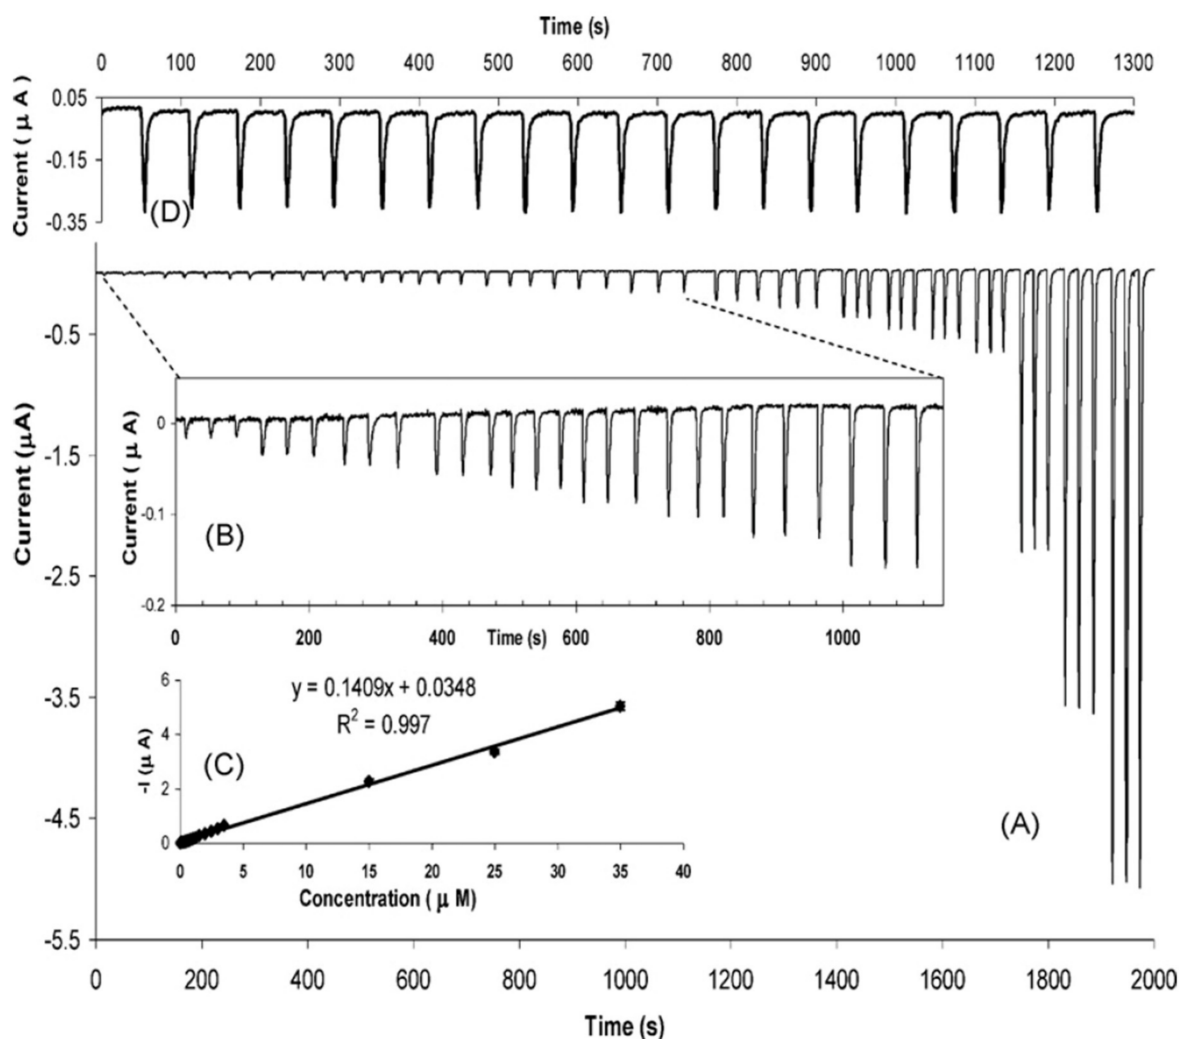 Time (s)
0 100 200 300 400 500 600 700 800 900 1000 1100 1200 1300
Current ( μ A )
0.05
-0.15
-0.35
(D)
Current (μA)
-0.5
-1.5
-2.5
-3.5
-4.5
-5.5
Current ( μ A)
0
-0.1
-0.2
(B)
0 200 400 Time (s) 600 800 1000
-I (μ A)
6
4
2
0
y = 0.1409x + 0.0348
R² = 0.997
(C)
0 5 10 15 20 25 30 35 40
Concentration ( μ M)
(A)
0 200 400 600 800 1000 1200 1400 1600 1800 2000
Time (s)